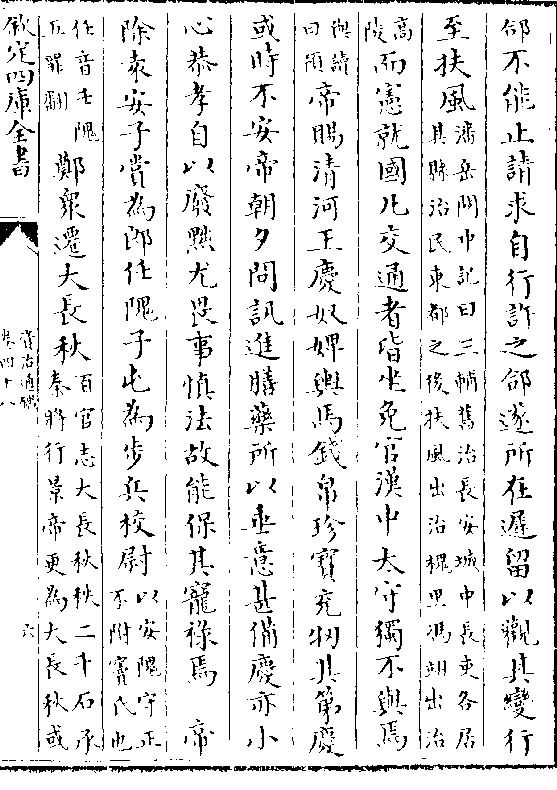 郃不能止請求自行許之郃遂所在遲留以觀其變行
至扶風潘岳關中記曰三輔舊治長安城中長吏各居
其縣治民東都之後扶風出治槐里馮翊出治
高陵而憲就國凡交通者皆坐免官漢中太守獨不與焉
與讀曰預帝賜清河王慶奴婢輿馬錢帛珍寶充牣其第慶
或時不安帝朝夕問訊進膳藥所以垂意甚備慶亦小
心恭孝自以廢黜尤畏事慎法故能保其寵祿焉 帝
除袁安子賞為郎任隗子屯為步兵校尉以安隗守正
不附竇氏也
任音壬隗五罪翻鄭衆遷大長秋百官志大長秋秩二千石承
秦將行景帝更為大長秋或
欽定四庫全書
資治通鑑
卷四十八
六